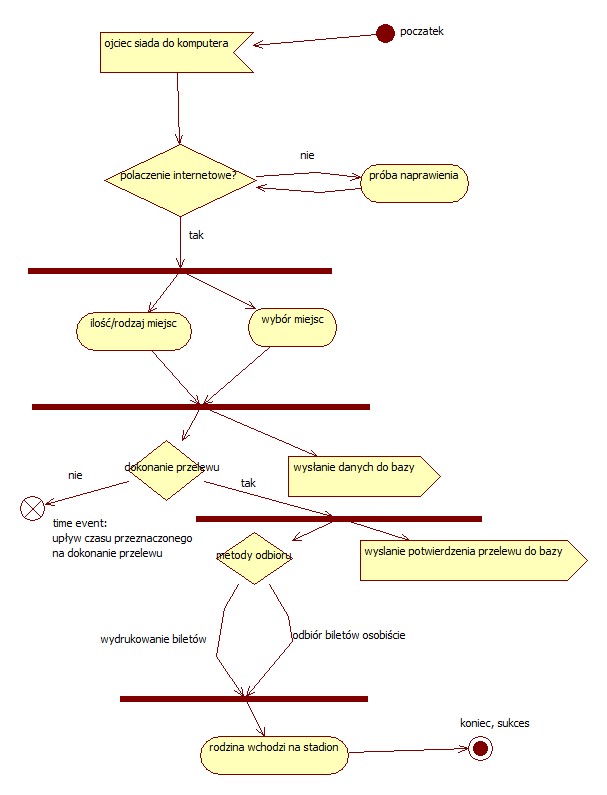 początek
ojciec siada do komputera
polaczenie internetowe?
nie
próba naprawienia
tak
ilość/rodzaj miejsc
wybór miejsc
dokonanie przelewu
wysłanie danych do bazy
nie
tak
time event:
upływ czasu przeznaczonego
na dokonanie przelewu
metody odbioru
wyslanie potwierdzenia przelewu do bazy
wydrukowanie biletów
odbiór biletów osobiście
koniec, sukces
rodzina wchodzi na stadion